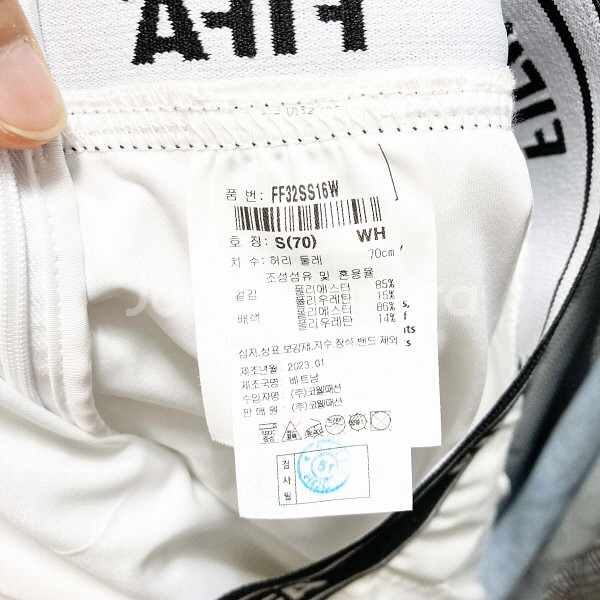 FILA
FILA
품 번: FF32SS16W
호 칭: S(70) WH
치 수: 허리 둘레 70cm
조성섬유 및 혼용율
겉감 폴리에스터 85%
폴리우레탄 15%
배색 폴리에스터 86%
폴리우레탄 14%
심지,상표,보강재,자수 장식,밴드 제외
제조년월: 2023.01
제조국명: 베트남
수입자명: (주)코웰패션
판 매 원: (주)코웰패션
검사필
51